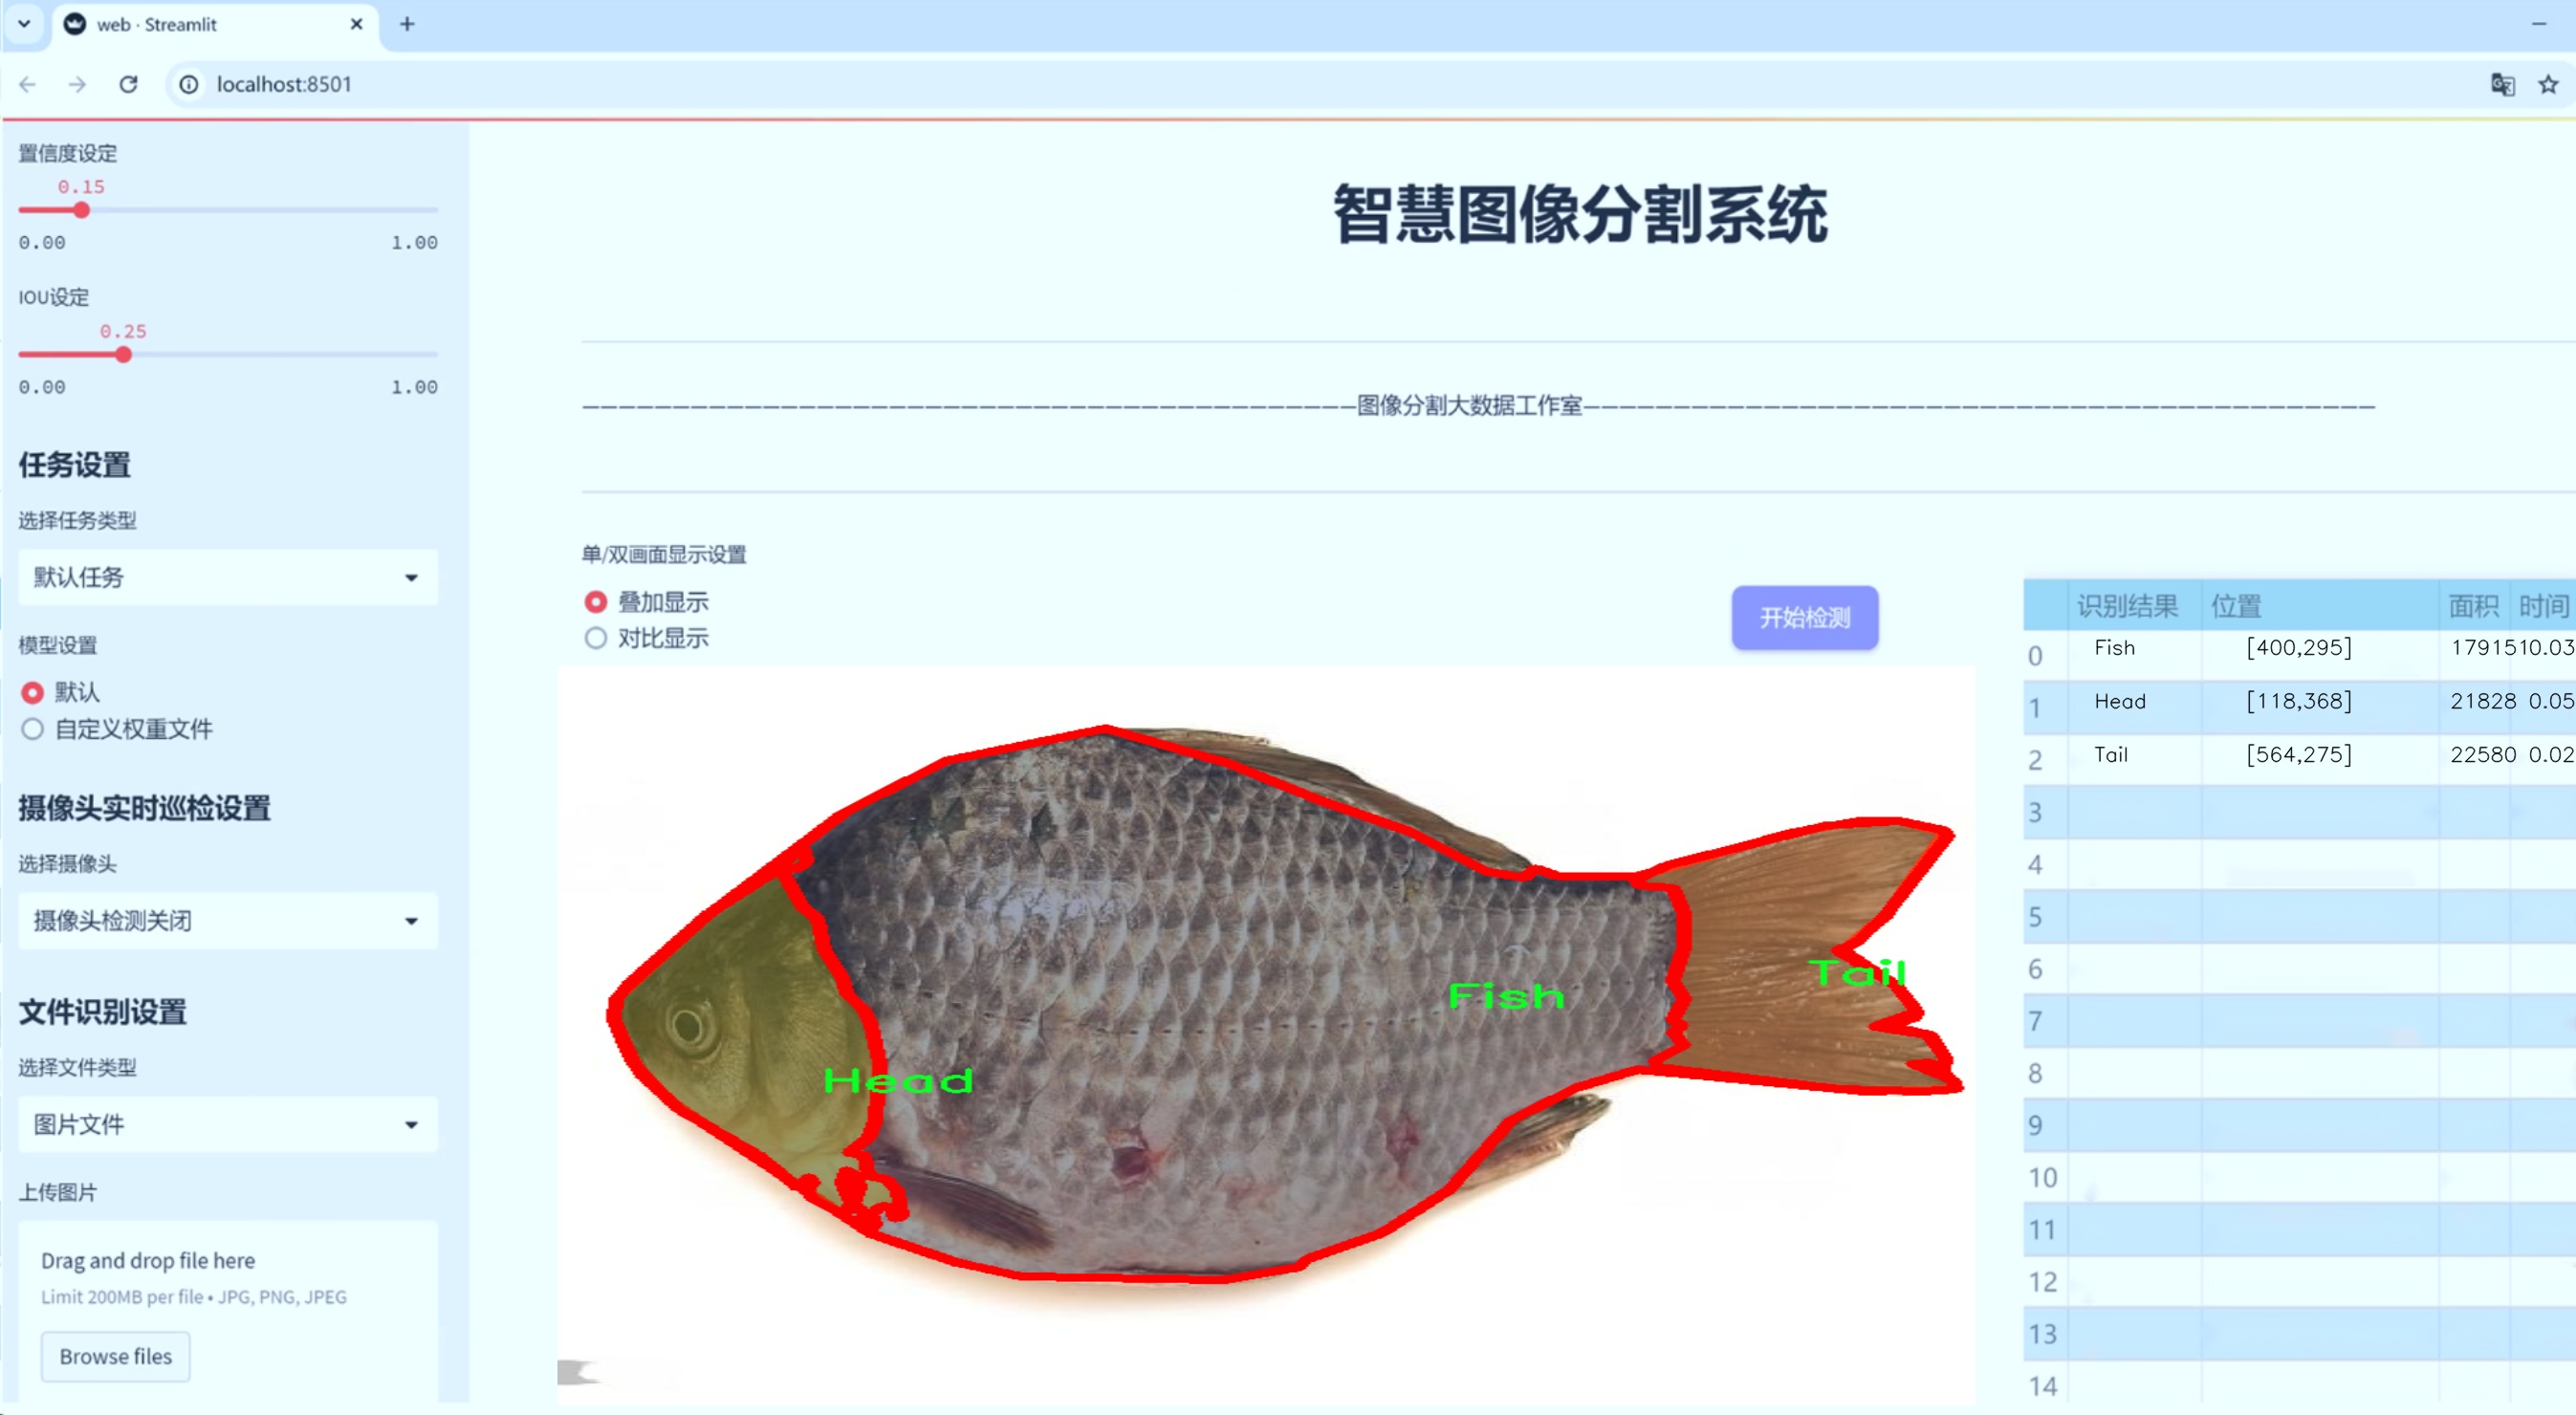 web · Streamlit
localhost:8501
置信度设定
0.15
0.00 1.00
IOU设定
0.25
0.00 1.00
任务设置
选择任务类型
默认任务
模型设置
默认
自定义权重文件
摄像头实时巡检设置
选择摄像头
摄像头检测关闭
文件识别设置
选择文件类型
图片文件
上传图片
Drag and drop file here
Limit 200MB per file • JPG, PNG, JPEG
Browse files
智慧图像分割系统
图像分割大数据工作室
单/双画面显示设置
叠加显示
对比显示
开始检测
Fish
Tail
Head
识别结果 位置 面积 时间
0 Fish [400,295] 179151 0.03
1 Head [118,368] 21828 0.05
2 Tail [564,275] 22580 0.02
3
4
5
6
7
8
9
10
11
12
13
14